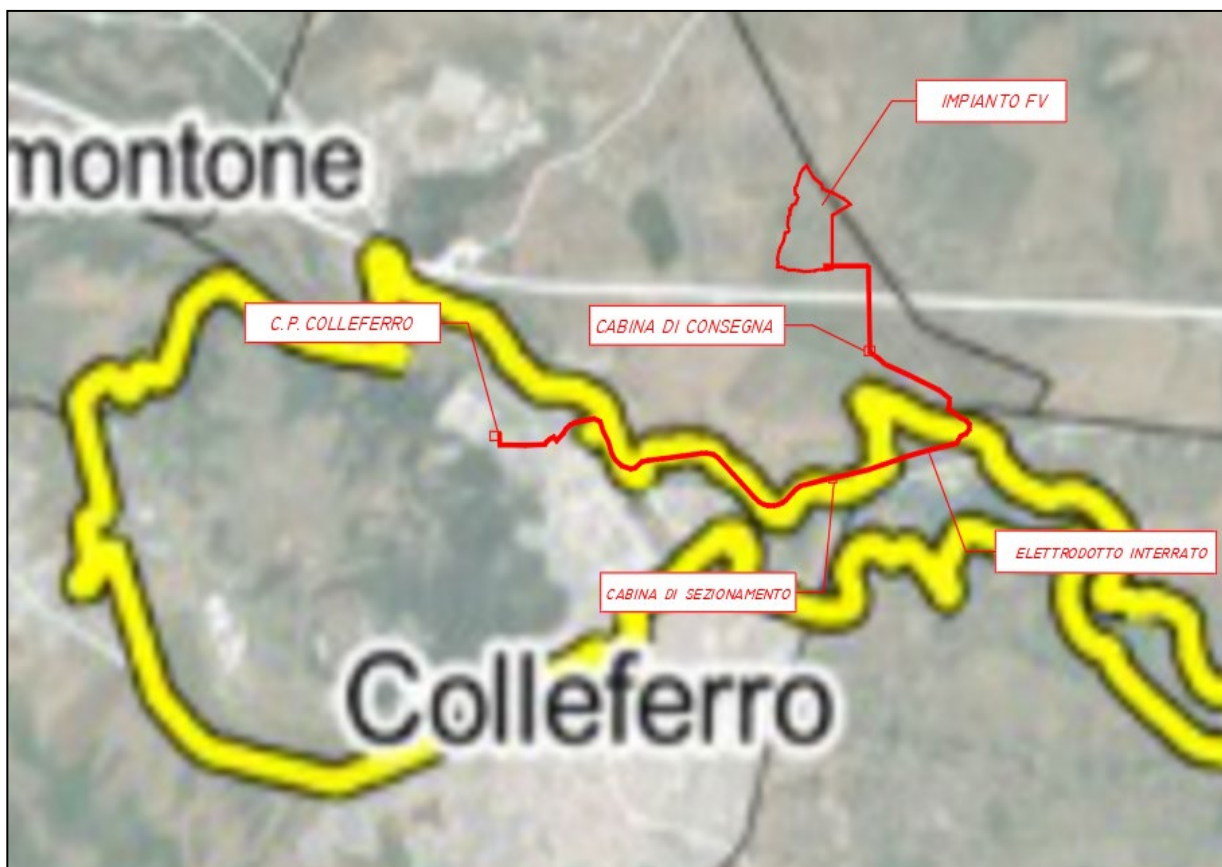 IMPIANTO FV
montone
C.P. COLLEFERRO
CABINA DI CONSEGNA
ELETTRODOTTO INTERRATO
CABINA DI SEZIONAMENTO
Colleferro